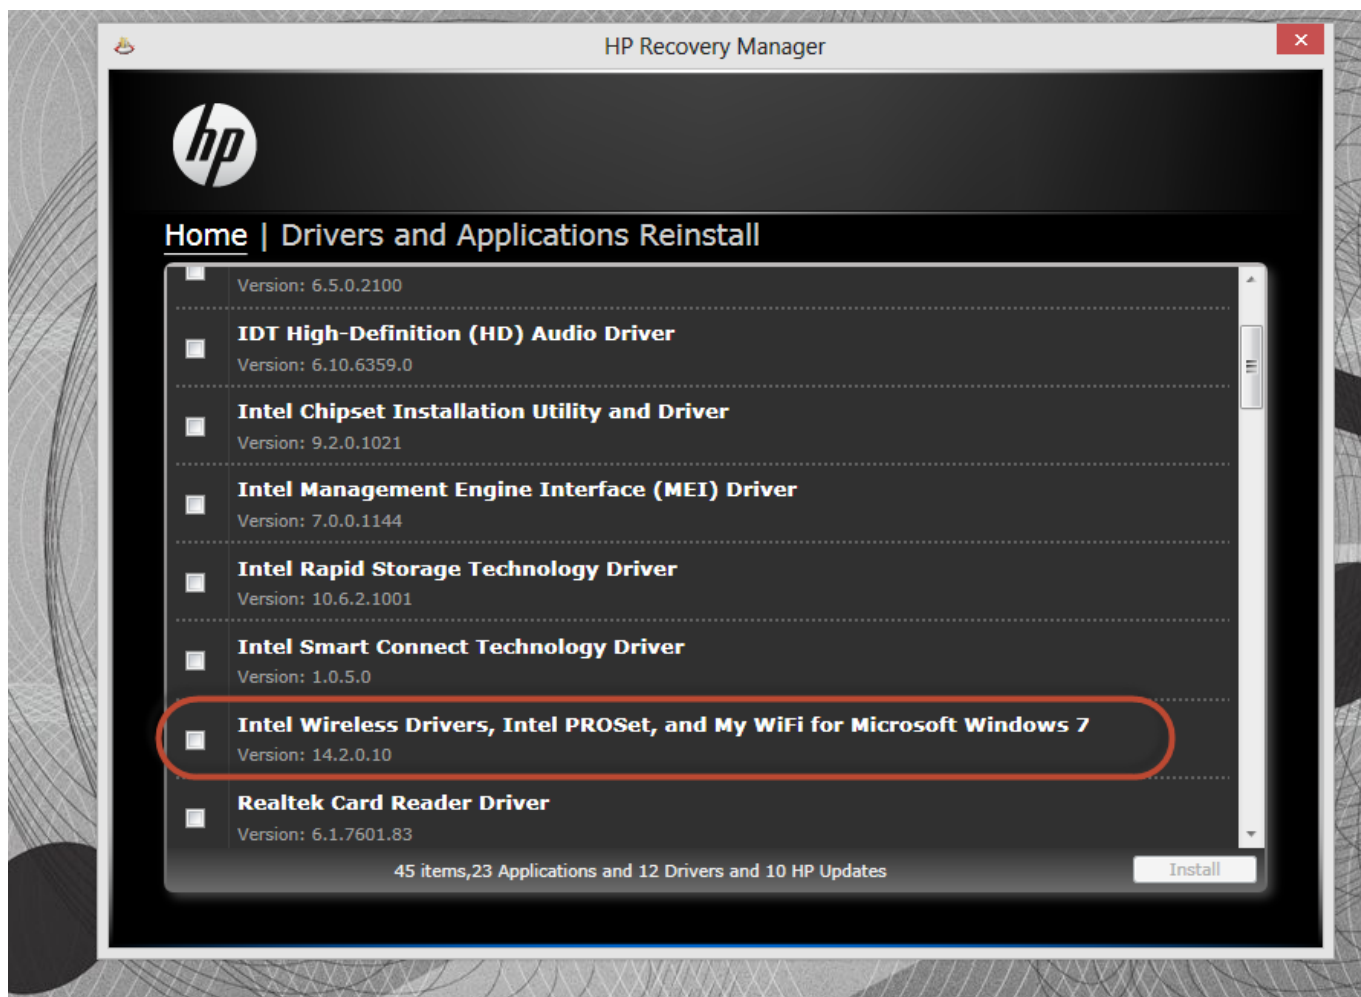 HP Recovery Manager
hp
Home | Drivers and Applications Reinstall
Version: 6.5.0.2100
IDT High-Definition (HD) Audio Driver
Version: 6.10.6359.0
Intel Chipset Installation Utility and Driver
Version: 9.2.0.1021
Intel Management Engine Interface (MEI) Driver
Version: 7.0.0.1144
Intel Rapid Storage Technology Driver
Version: 10.6.2.1001
Intel Smart Connect Technology Driver
Version: 1.0.5.0
Intel Wireless Drivers, Intel PROSet, and My WiFi for Microsoft Windows 7
Version: 14.2.0.10
Realtek Card Reader Driver
Version: 6.1.7601.83
45 items,23 Applications and 12 Drivers and 10 HP Updates
Install